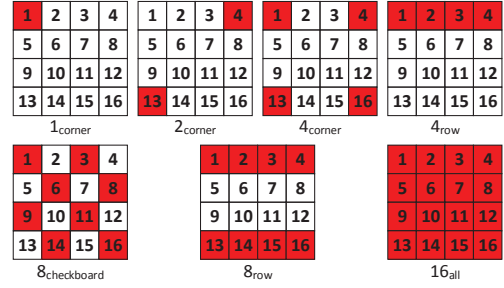 1 2 3 4 1 2 3 4 1 2 3 4 1 2 3 4
5 6 7 8 5 6 7 8 5 6 7 8 5 6 7 8
9 10 11 12 9 10 11 12 9 10 11 12 9 10 11 12
13 14 15 16 13 14 15 16 13 14 15 16 13 14 15 16
1corner 2corner 4corner 4row
1 2 3 4 1 2 3 4 1 2 3 4
5 6 7 8 5 6 7 8 5 6 7 8
9 10 11 12 9 10 11 12 9 10 11 12
13 14 15 16 13 14 15 16 13 14 15 16
8checkboard 8row 16all